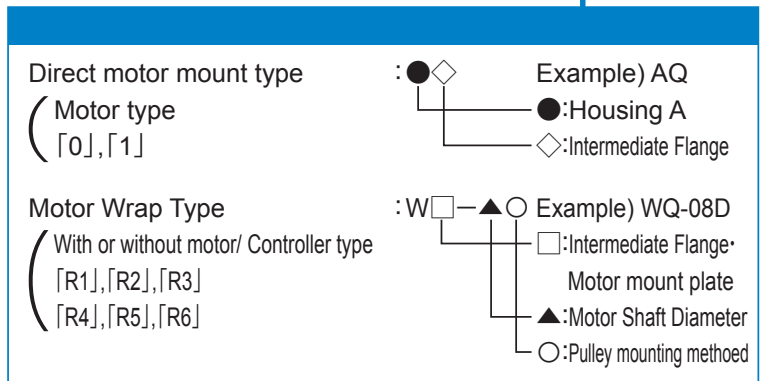 Direct motor mount type :●◇ Example) AQ
Motor type ●:Housing A
「0」,「1」 ◇:Intermediate Flange
Motor Wrap Type :W□−▲○ Example) WQ-08D
With or without motor/ Controller type □:Intermediate Flange・
「R1」,「R2」,「R3」 Motor mount plate
「R4」,「R5」,「R6」 ▲:Motor Shaft Diameter
○:Pulley mounting methoed